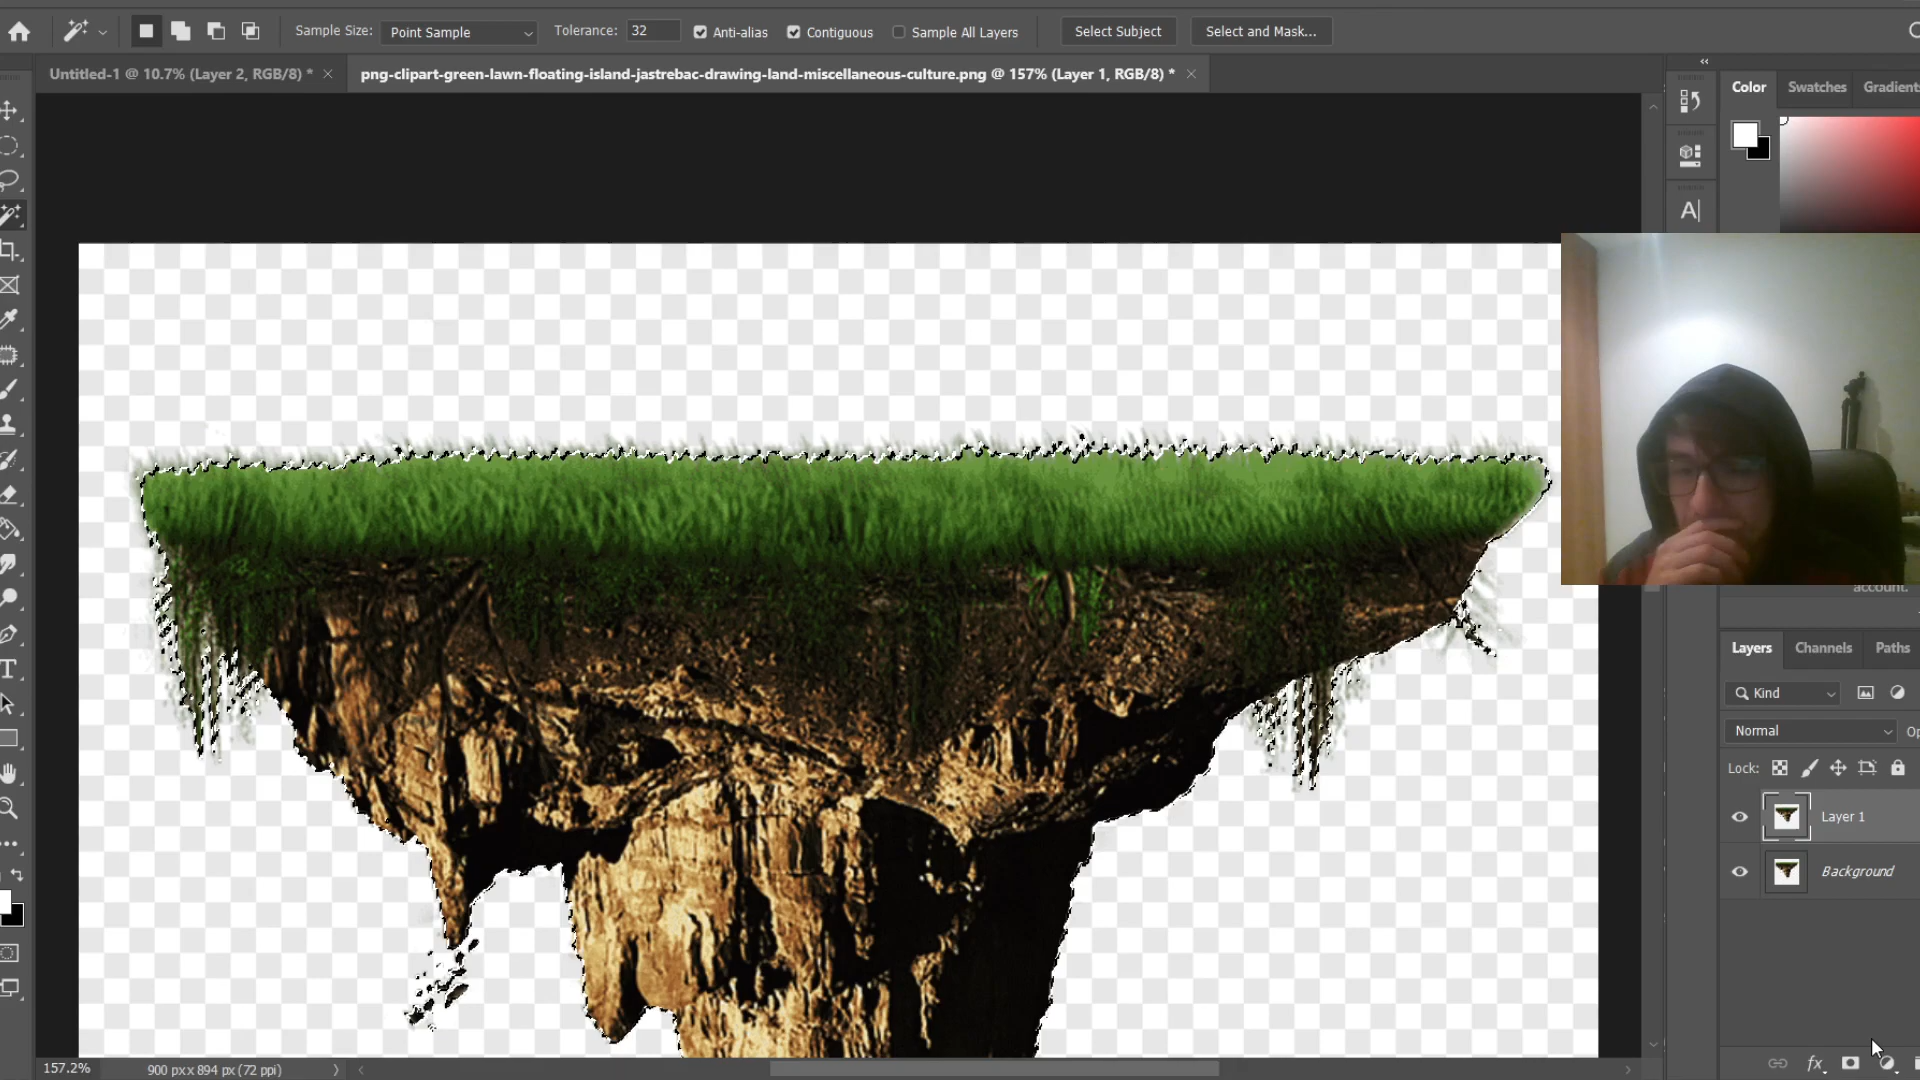 Sample Size: Point Sample Tolerance: 32 Anti-alias Contiguous Sample All Layers Select Subject Select and Mask...
Untitled-1 @ 10.7% (Layer 2, RGB/8) * × png-clipart-green-lawn-floating-island-jastrebac-drawing-land-miscellaneous-culture.png @ 157% (Layer 1, RGB/8) * ×
Color Swatches Gradients
A|
account.
Layers Channels Paths
Kind
Normal Op
Lock:
Layer 1
Background
T
157.2% 900 px x 894 px (72 ppi)
fx